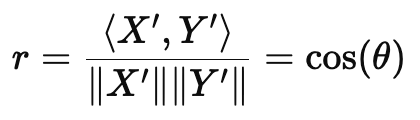 r = ⟨X′, Y′⟩ / ‖X′‖‖Y′‖ = cos(θ)